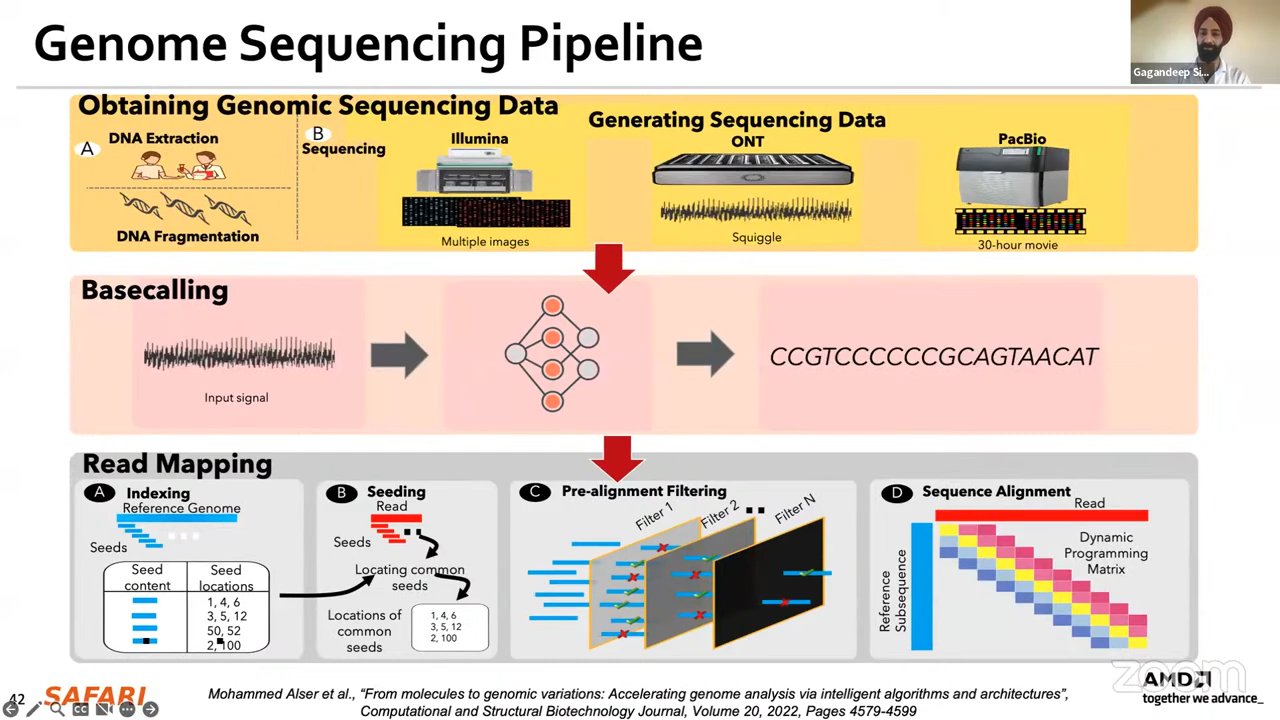 Genome Sequencing Pipeline
Gagandeep Si...
Obtaining Genomic Sequencing Data
A
DNA Extraction
DNA Fragmentation
B
Sequencing
Generating Sequencing Data
Illumina
Multiple images
ONT
Squiggle
PacBio
30-hour movie
Basecalling
Input signal
CCGTCCCCCCGCAGTAACAT
Read Mapping
A
Indexing
Reference Genome
Seeds
Seed content
Seed locations
1, 4, 6
3, 5, 12
50, 52
2, 100
B
Seeding
Read
Seeds
Locating common
seeds
Locations of
common
seeds
1, 4, 6
3, 5, 12
2, 100
C
Pre-alignment Filtering
Filter 1
Filter 2
Filter N
D
Sequence Alignment
Read
Reference
Subsequence
Dynamic
Programming
Matrix
zoom
42
SAFARI
Mohammed Alser et al., “From molecules to genomic variations: Accelerating genome analysis via intelligent algorithms and architectures”,
Computational and Structural Biotechnology Journal, Volume 20, 2022, Pages 4579-4599
AMD
together we advance_